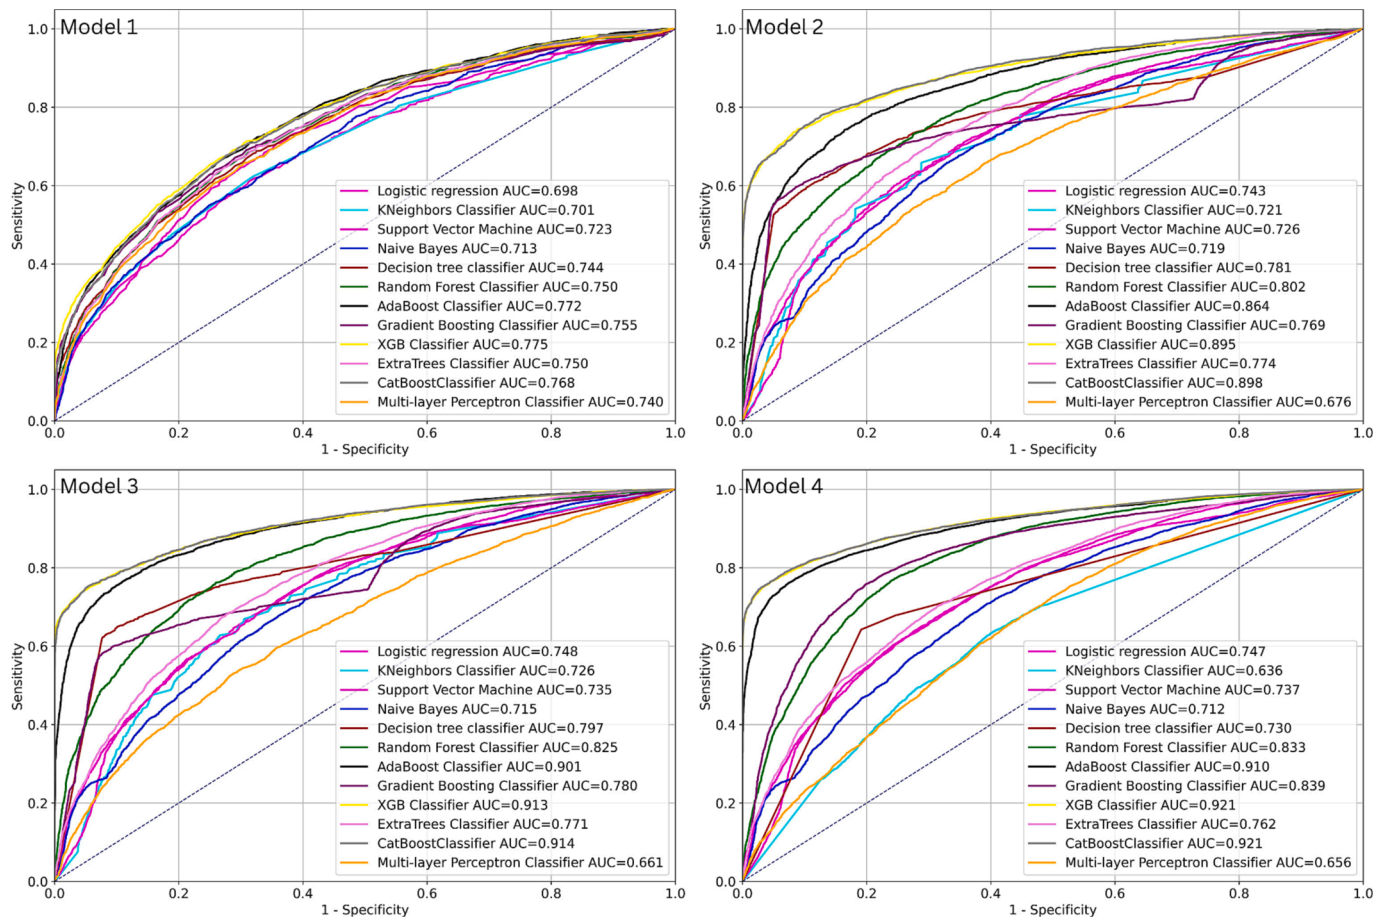 Model 1
1.0
0.8
0.6
0.4
0.2
0.0
Sensitivity
Logistic regression AUC=0.698
KNeighbors Classifier AUC=0.701
Support Vector Machine AUC=0.723
Naive Bayes AUC=0.713
Decision tree classifier AUC=0.744
Random Forest Classifier AUC=0.750
AdaBoost Classifier AUC=0.772
Gradient Boosting Classifier AUC=0.755
XGB Classifier AUC=0.775
ExtraTrees Classifier AUC=0.750
CatBoostClassifier AUC=0.768
Multi-layer Perceptron Classifier AUC=0.740
0.0 0.2 0.4 0.6 0.8 1.0
1 - Specificity
Model 2
1.0
0.8
0.6
0.4
0.2
0.0
Sensitivity
Logistic regression AUC=0.743
KNeighbors Classifier AUC=0.721
Support Vector Machine AUC=0.726
Naive Bayes AUC=0.719
Decision tree classifier AUC=0.781
Random Forest Classifier AUC=0.802
AdaBoost Classifier AUC=0.864
Gradient Boosting Classifier AUC=0.769
XGB Classifier AUC=0.895
ExtraTrees Classifier AUC=0.774
CatBoostClassifier AUC=0.898
Multi-layer Perceptron Classifier AUC=0.676
0.0 0.2 0.4 0.6 0.8 1.0
1 - Specificity
Model 3
1.0
0.8
0.6
0.4
0.2
0.0
Sensitivity
Logistic regression AUC=0.748
KNeighbors Classifier AUC=0.726
Support Vector Machine AUC=0.735
Naive Bayes AUC=0.715
Decision tree classifier AUC=0.797
Random Forest Classifier AUC=0.825
AdaBoost Classifier AUC=0.901
Gradient Boosting Classifier AUC=0.780
XGB Classifier AUC=0.913
ExtraTrees Classifier AUC=0.771
CatBoostClassifier AUC=0.914
Multi-layer Perceptron Classifier AUC=0.661
0.0 0.2 0.4 0.6 0.8 1.0
1 - Specificity
Model 4
1.0
0.8
0.6
0.4
0.2
0.0
Sensitivity
Logistic regression AUC=0.747
KNeighbors Classifier AUC=0.636
Support Vector Machine AUC=0.737
Naive Bayes AUC=0.712
Decision tree classifier AUC=0.730
Random Forest Classifier AUC=0.833
AdaBoost Classifier AUC=0.910
Gradient Boosting Classifier AUC=0.839
XGB Classifier AUC=0.921
ExtraTrees Classifier AUC=0.762
CatBoostClassifier AUC=0.921
Multi-layer Perceptron Classifier AUC=0.656
0.0 0.2 0.4 0.6 0.8 1.0
1 - Specificity